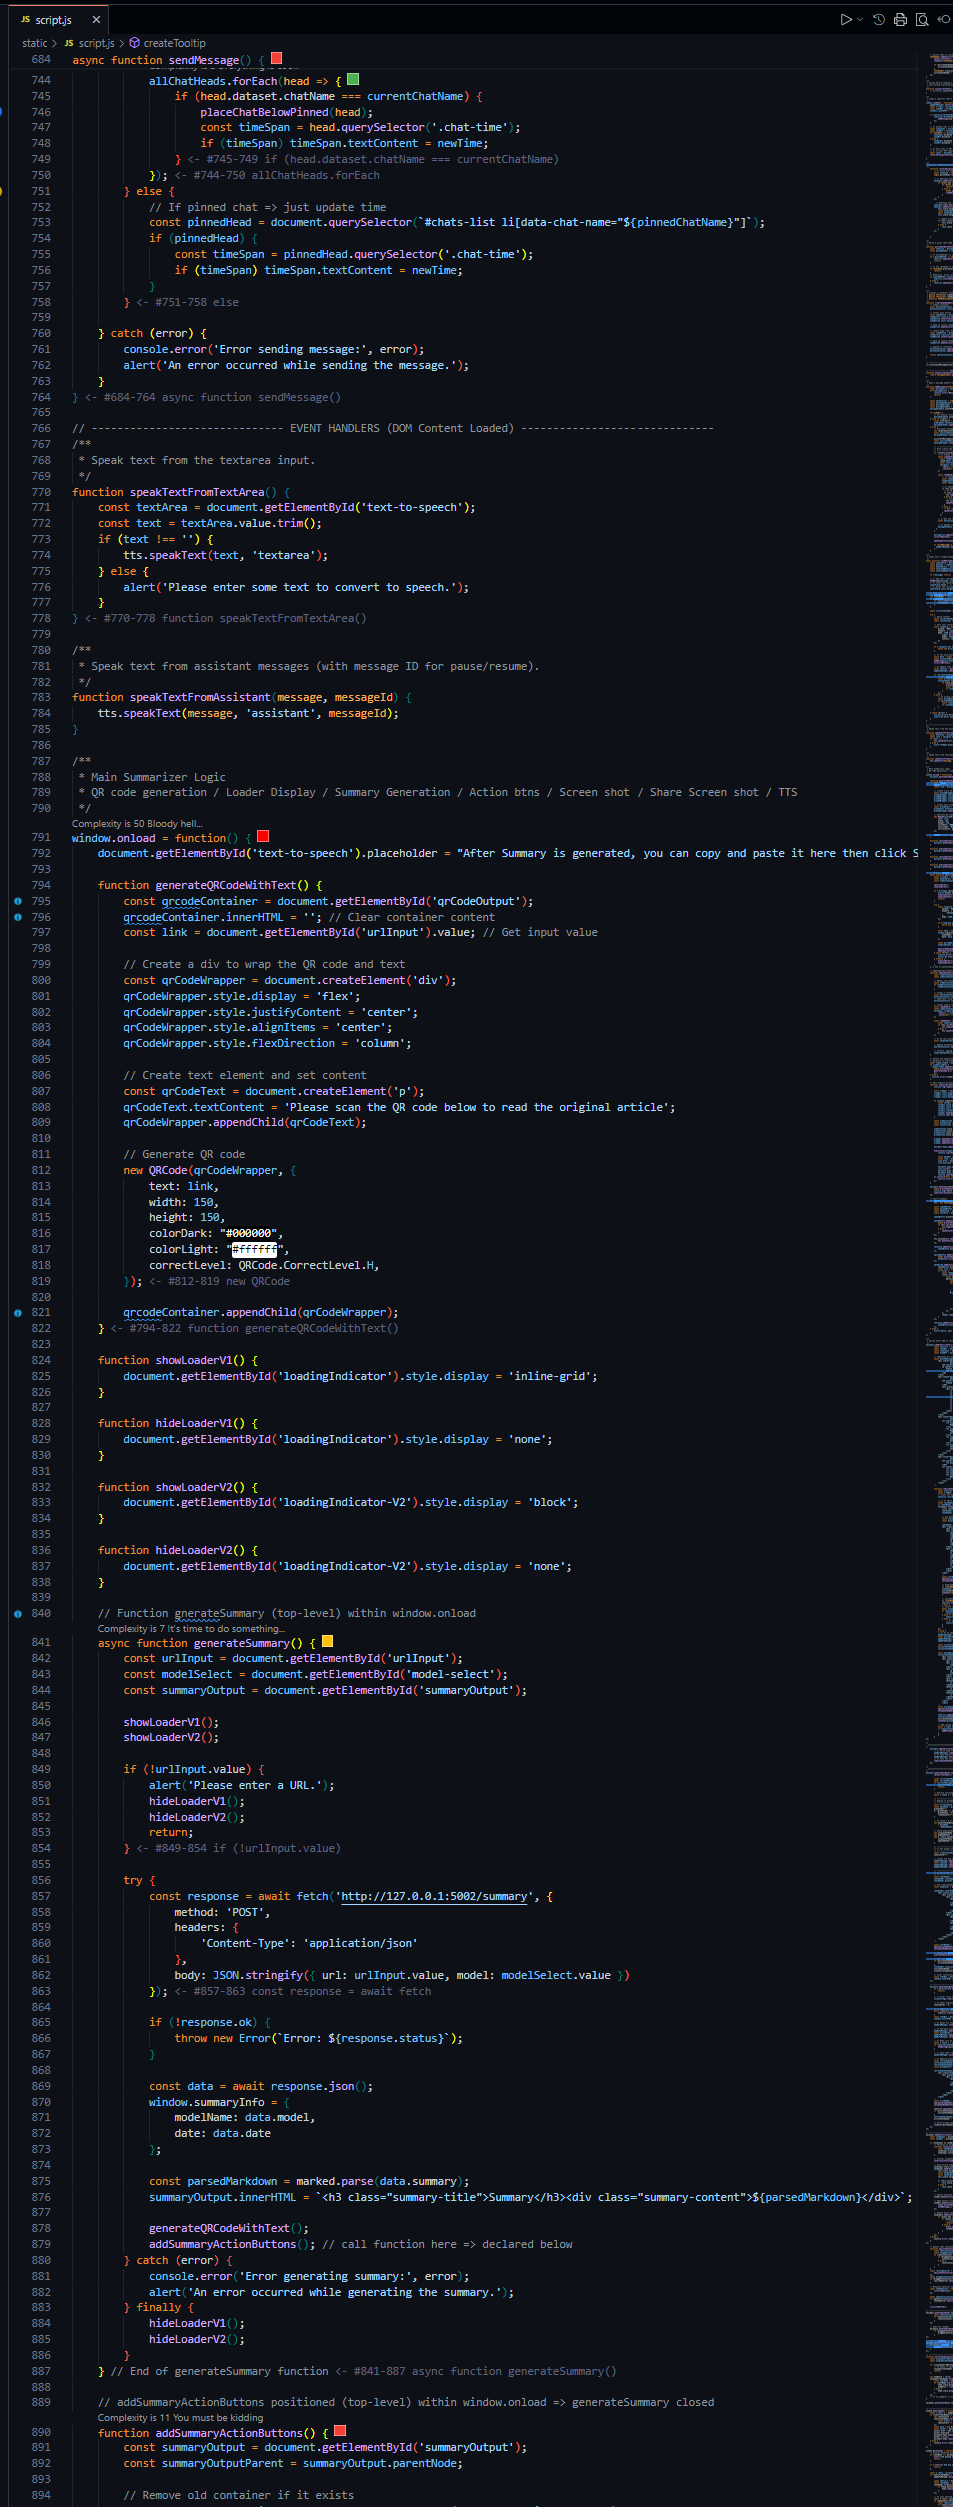 JS script.js ×
static > JS script.js > createTooltip
684 async function sendMessage() {
744 allChatHeads.forEach(head => {
745 if (head.dataset.chatName === currentChatName) {
746 placeChatBelowPinned(head);
747 const timeSpan = head.querySelector('.chat-time');
748 if (timeSpan) timeSpan.textContent = newTime;
749 } <- #745-749 if (head.dataset.chatName === currentChatName)
750 }); <- #744-750 allChatHeads.forEach
751 } else {
752 // If pinned chat => just update time
753 const pinnedHead = document.querySelector(`#chats-list li[data-chat-name="${pinnedChatName}"]`);
754 if (pinnedHead) {
755 const timeSpan = pinnedHead.querySelector('.chat-time');
756 if (timeSpan) timeSpan.textContent = newTime;
757 }
758 } <- #751-758 else
759
760 } catch (error) {
761 console.error('Error sending message:', error);
762 alert('An error occurred while sending the message.');
763 }
764 } <- #684-764 async function sendMessage()
765
766 // ------------------------------ EVENT HANDLERS (DOM Content Loaded) ------------------------------
767 /**
768 * Speak text from the textarea input.
769 */
770 function speakTextFromTextArea() {
771 const textArea = document.getElementById('text-to-speech');
772 const text = textArea.value.trim();
773 if (text !== '') {
774 tts.speakText(text, 'textarea');
775 } else {
776 alert('Please enter some text to convert to speech.');
777 }
778 } <- #770-778 function speakTextFromTextArea()
779
780 /**
781 * Speak text from assistant messages (with message ID for pause/resume).
782 */
783 function speakTextFromAssistant(message, messageId) {
784 tts.speakText(message, 'assistant', messageId);
785 }
786
787 /**
788 * Main Summarizer Logic
789 * QR code generation / Loader Display / Summary Generation / Action btns / Screen shot / Share Screen shot / TTS
790 */
Complexity is 50 Bloody hell...
791 window.onload = function() {
792 document.getElementById('text-to-speech').placeholder = "After Summary is generated, you can copy and paste it here then click S
793
794 function generateQRCodeWithText() {
795 const qrcodeContainer = document.getElementById('qrCodeOutput');
796 qrcodeContainer.innerHTML = ''; // Clear container content
797 const link = document.getElementById('urlInput').value; // Get input value
798
799 // Create a div to wrap the QR code and text
800 const qrCodeWrapper = document.createElement('div');
801 qrCodeWrapper.style.display = 'flex';
802 qrCodeWrapper.style.justifyContent = 'center';
803 qrCodeWrapper.style.alignItems = 'center';
804 qrCodeWrapper.style.flexDirection = 'column';
805
806 // Create text element and set content
807 const qrCodeText = document.createElement('p');
808 qrCodeText.textContent = 'Please scan the QR code below to read the original article';
809 qrCodeWrapper.appendChild(qrCodeText);
810
811 // Generate QR code
812 new QRCode(qrCodeWrapper, {
813 text: link,
814 width: 150,
815 height: 150,
816 colorDark: "#000000",
817 colorLight: "#ffffff",
818 correctLevel: QRCode.CorrectLevel.H,
819 }); <- #812-819 new QRCode
820
821 qrcodeContainer.appendChild(qrCodeWrapper);
822 } <- #794-822 function generateQRCodeWithText()
823
824 function showLoaderV1() {
825 document.getElementById('loadingIndicator').style.display = 'inline-grid';
826 }
827
828 function hideLoaderV1() {
829 document.getElementById('loadingIndicator').style.display = 'none';
830 }
831
832 function showLoaderV2() {
833 document.getElementById('loadingIndicator-V2').style.display = 'block';
834 }
835
836 function hideLoaderV2() {
837 document.getElementById('loadingIndicator-V2').style.display = 'none';
838 }
839
840 // Function gnerateSummary (top-level) within window.onload
Complexity is 7 It's time to do something...
841 async function generateSummary() {
842 const urlInput = document.getElementById('urlInput');
843 const modelSelect = document.getElementById('model-select');
844 const summaryOutput = document.getElementById('summaryOutput');
845
846 showLoaderV1();
847 showLoaderV2();
848
849 if (!urlInput.value) {
850 alert('Please enter a URL.');
851 hideLoaderV1();
852 hideLoaderV2();
853 return;
854 } <- #849-854 if (!urlInput.value)
855
856 try {
857 const response = await fetch('http://127.0.0.1:5002/summary', {
858 method: 'POST',
859 headers: {
860 'Content-Type': 'application/json'
861 },
862 body: JSON.stringify({ url: urlInput.value, model: modelSelect.value })
863 }); <- #857-863 const response = await fetch
864
865 if (!response.ok) {
866 throw new Error(`Error: ${response.status}`);
867 }
868
869 const data = await response.json();
870 window.summaryInfo = {
871 modelName: data.model,
872 date: data.date
873 };
874
875 const parsedMarkdown = marked.parse(data.summary);
876 summaryOutput.innerHTML = `<h3 class="summary-title">Summary</h3><div class="summary-content">${parsedMarkdown}</div>`;
877
878 generateQRCodeWithText();
879 addSummaryActionButtons(); // call function here => declared below
880 } catch (error) {
881 console.error('Error generating summary:', error);
882 alert('An error occurred while generating the summary.');
883 } finally {
884 hideLoaderV1();
885 hideLoaderV2();
886 }
887 } // End of generateSummary function <- #841-887 async function generateSummary()
888
889 // addSummaryActionButtons positioned (top-level) within window.onload => generateSummary closed
Complexity is 11 You must be kidding
890 function addSummaryActionButtons() {
891 const summaryOutput = document.getElementById('summaryOutput');
892 const summaryOutputParent = summaryOutput.parentNode;
893
894 // Remove old container if it exists